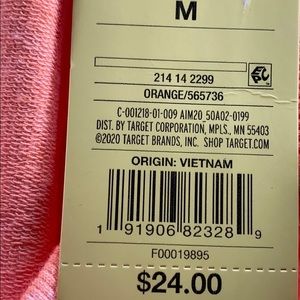 M
214 14 2299
ORANGE/565736
C-001218-01-009 AIM20 50A02-0199
DIST. BY TARGET CORPORATION, MPLS., MN 55403
©2020 TARGET BRANDS, INC. SHOP TARGET.COM
ORIGIN: VIETNAM
1 91906 82328 9
F00019895
$24.00